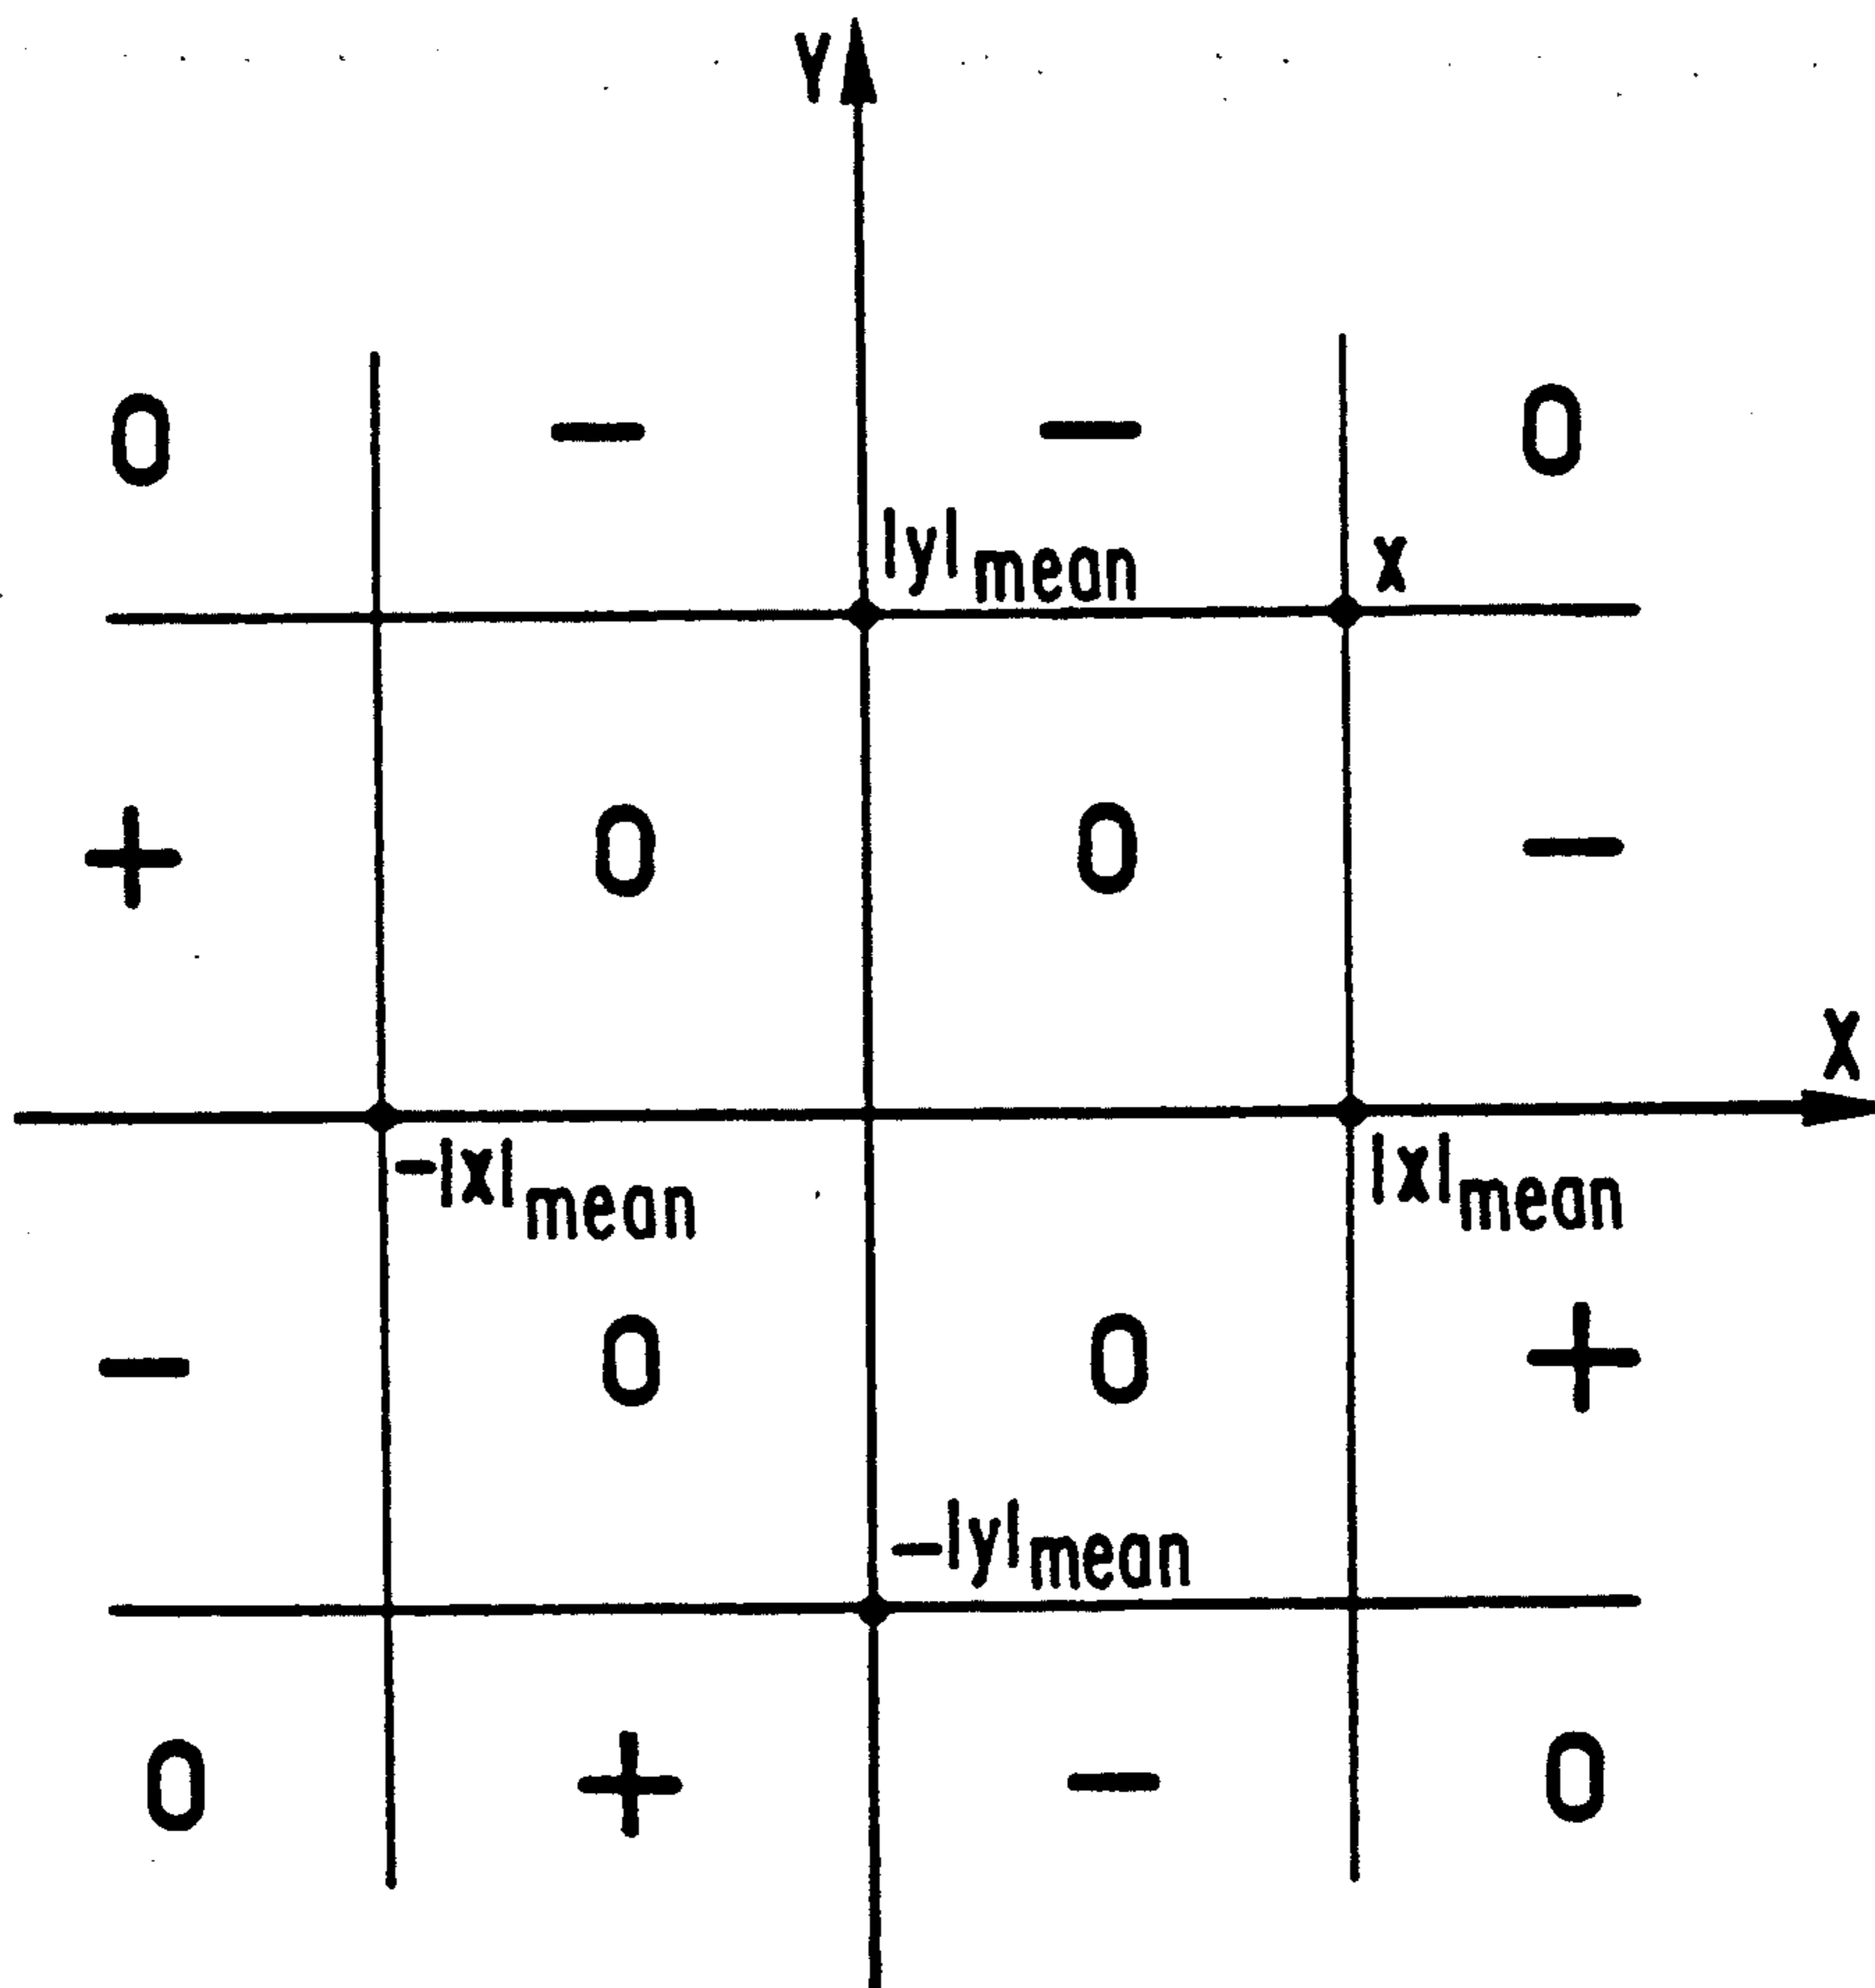 Y
0 − − 0
|y|mean x
+ 0 0 −
X
−|x|mean |x|mean
− 0 0 +
−|y|mean
0 + − 0